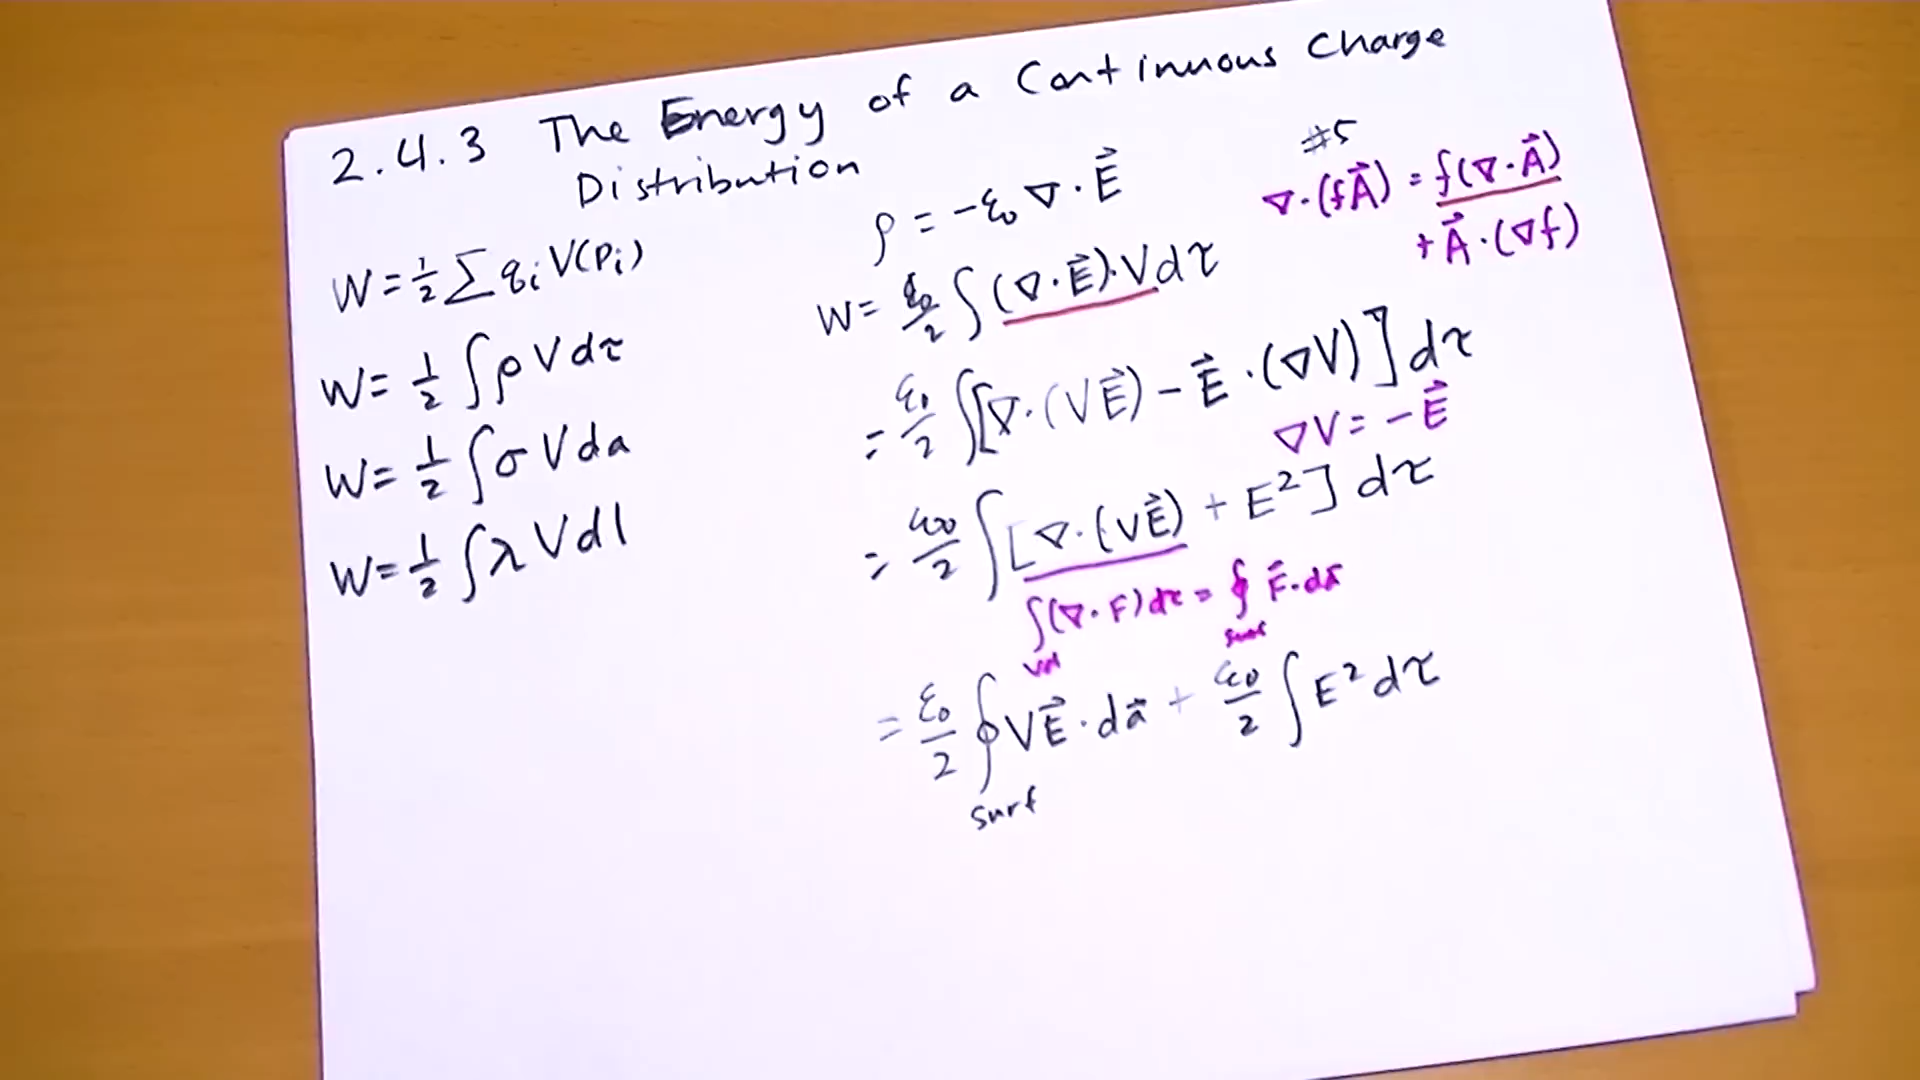 2.4.3 The Energy of a Continuous Charge
Distribution
W = 1/2 ∑ qᵢ V(Pᵢ)
W = 1/2 ∫ρ V dτ
W = 1/2 ∫σ V da
W = 1/2 ∫λ V dl
ρ = -ε₀ ∇·E⃗
W = ε₀/2 ∫(∇·E⃗)·V dτ
= ε₀/2 ∫[∇·(VE⃗) - E⃗·(∇V)] dτ
∇V = -E⃗
= ε₀/2 ∫[∇·(VE⃗) + E²] dτ
∫(∇·F)dτ = ∮ F⃗·da⃗
vol surf
= ε₀/2 ∮ VE⃗·da⃗ + ε₀/2 ∫E² dτ
surf
#5
∇·(fA⃗) = f(∇·A⃗)
+ A⃗·(∇f)